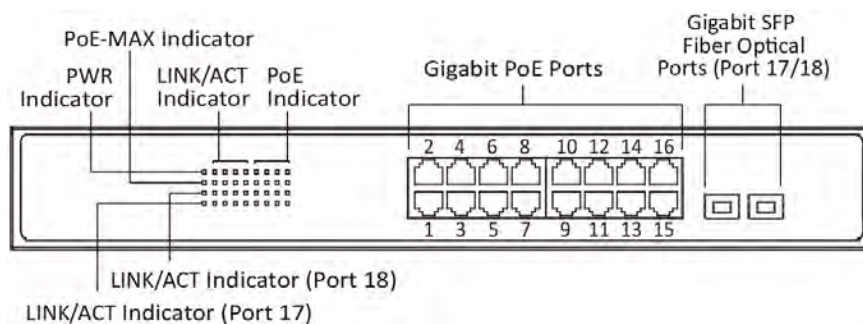 PoE-MAX Indicator
PWR
Indicator
LINK/ACT
Indicator
PoE
Indicator
Gigabit PoE Ports
Gigabit SFP
Fiber Optical
Ports (Port 17/18)
2 4 6 8 10 12 14 16
1 3 5 7 9 11 13 15
LINK/ACT Indicator (Port 18)
LINK/ACT Indicator (Port 17)